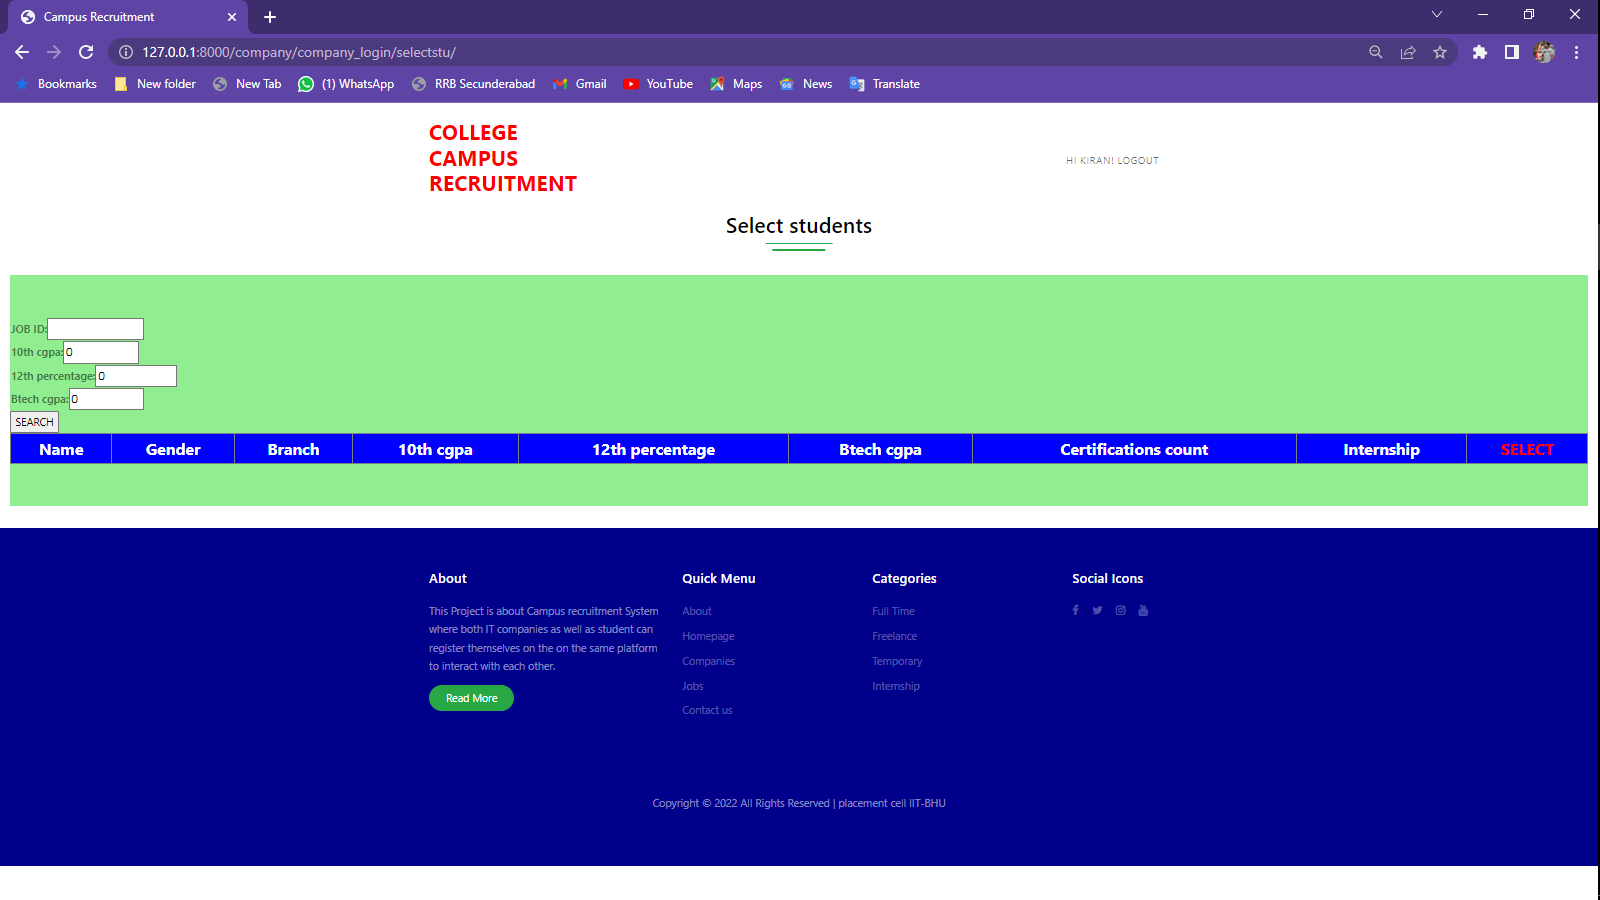 Campus Recruitment
127.0.0.1:8000/company/company_login/selectstu/
Bookmarks New folder New Tab (1) WhatsApp RRB Secunderabad Gmail YouTube Maps News Translate
COLLEGE
CAMPUS
RECRUITMENT
HI KIRAN! LOGOUT
Select students
JOB ID:
10th cgpa: 0
12th percentage: 0
Btech cgpa: 0
SEARCH
Name Gender Branch 10th cgpa 12th percentage Btech cgpa Certifications count Internship SELECT
About
This Project is about Campus recruitment System
where both IT companies as well as student can
register themselves on the on the same platform
to interact with each other.
Read More
Quick Menu
About
Homepage
Companies
Jobs
Contact us
Categories
Full Time
Freelance
Temporary
Internship
Social Icons
Copyright © 2022 All Rights Reserved | placement cell IIT-BHU